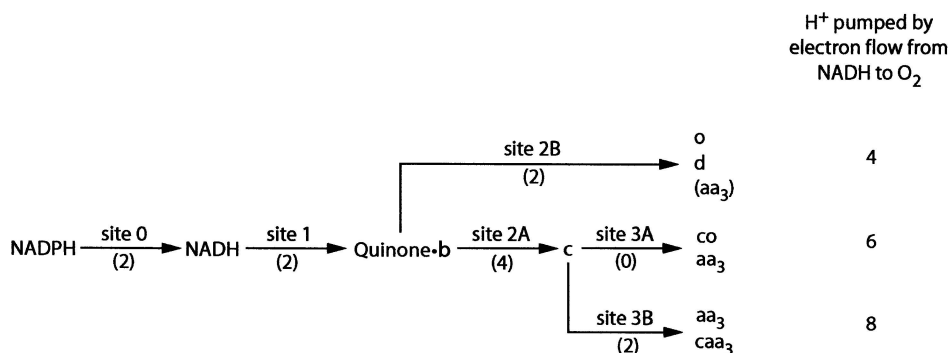 H⁺ pumped by
electron flow from
NADH to O₂
site 2B
(2)
o
d
(aa₃)
4
NADPH
site 0
(2)
NADH
site 1
(2)
Quinone•b
site 2A
(4)
c
site 3A
(0)
co
aa₃
6
site 3B
(2)
aa₃
caa₃
8